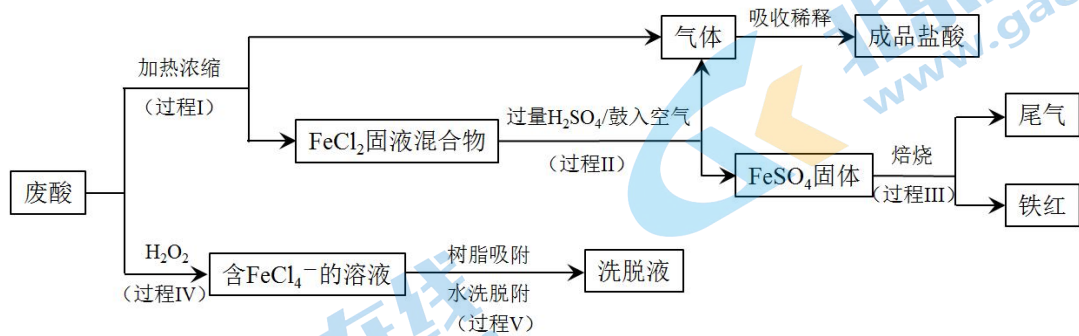 吸收稀释
气体
成品盐酸
加热浓缩
（过程I）
过量H₂SO₄/鼓入空气
尾气
FeCl₂固液混合物
（过程II）
焙烧
废酸
FeSO₄固体
（过程III）
铁红
H₂O₂
树脂吸附
含FeCl₄⁻的溶液
洗脱液
（过程IV）
水洗脱附
（过程V）
www.gao
在线